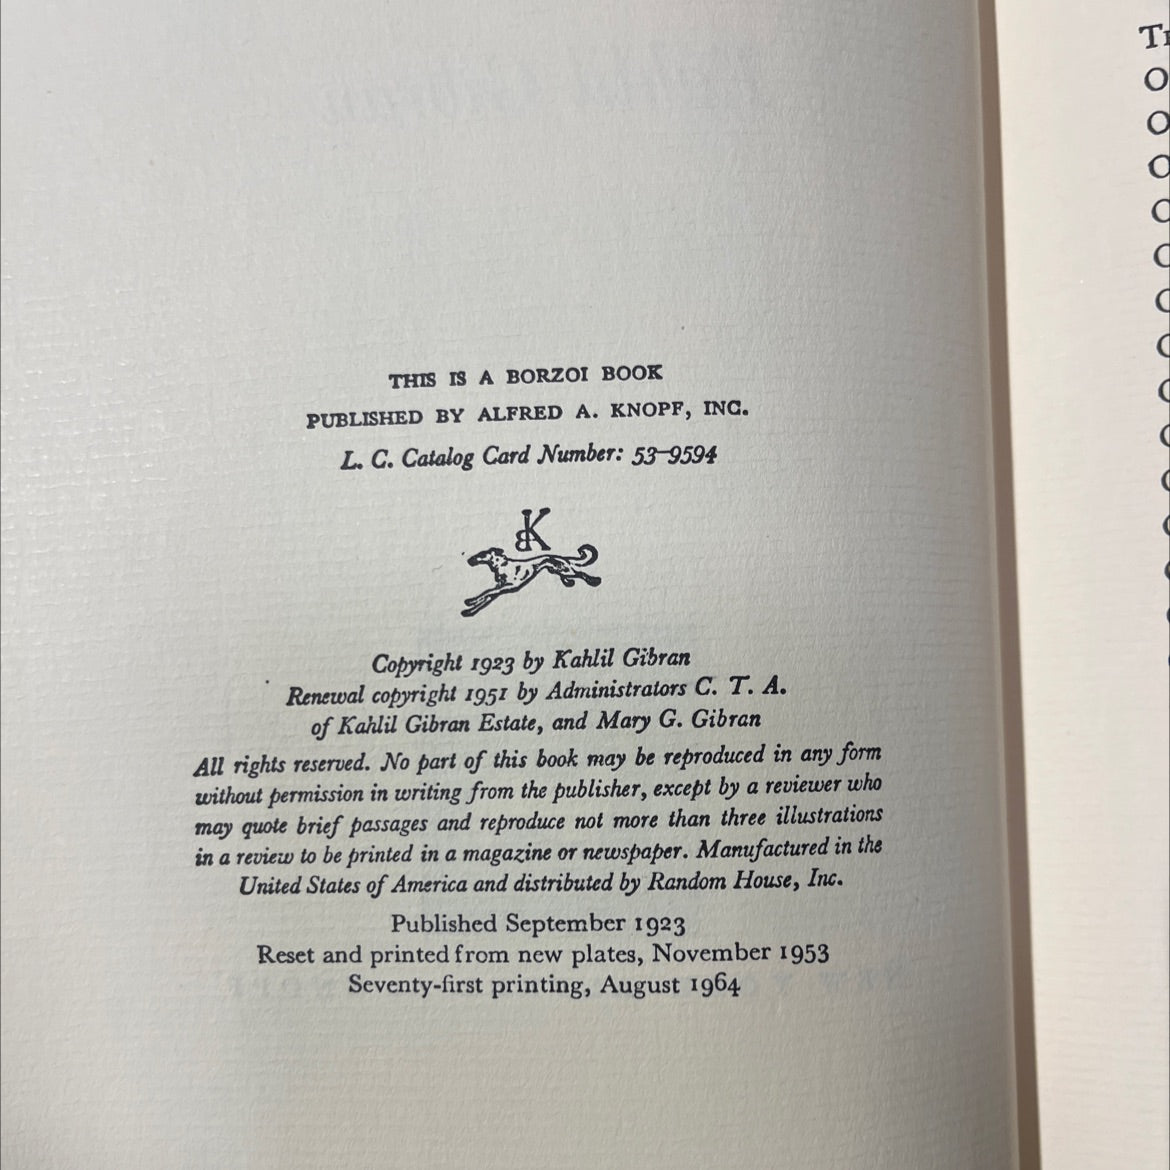 THIS IS A BORZOI BOOK
PUBLISHED BY ALFRED A. KNOPF, INC.
L. C. Catalog Card Number: 53–9594
BK
Copyright 1923 by Kahlil Gibran
Renewal copyright 1951 by Administrators C. T. A.
of Kahlil Gibran Estate, and Mary G. Gibran
All rights reserved. No part of this book may be reproduced in any form
without permission in writing from the publisher, except by a reviewer who
may quote brief passages and reproduce not more than three illustrations
in a review to be printed in a magazine or newspaper. Manufactured in the
United States of America and distributed by Random House, Inc.
Published September 1923
Reset and printed from new plates, November 1953
Seventy-first printing, August 1964